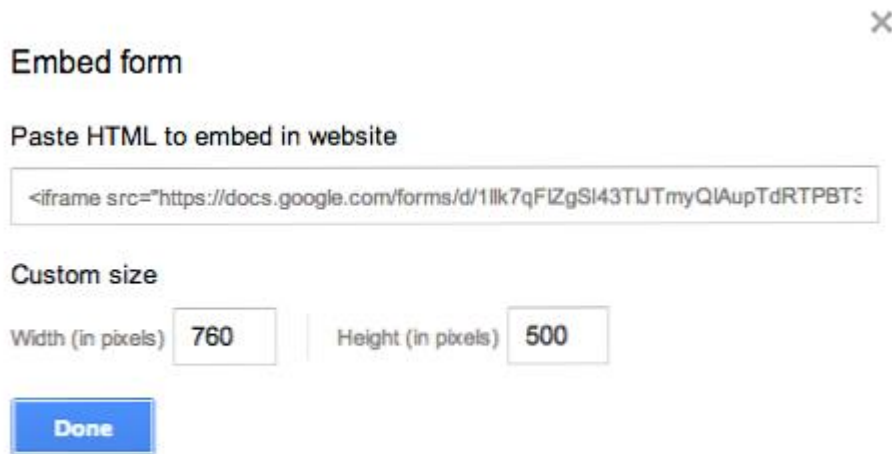 Embed form
Paste HTML to embed in website
<iframe src="https://docs.google.com/forms/d/1Ilk7qFlZgSl43TlJTmyQlAupTdRTPBT3
Custom size
Width (in pixels) 760 Height (in pixels) 500
Done